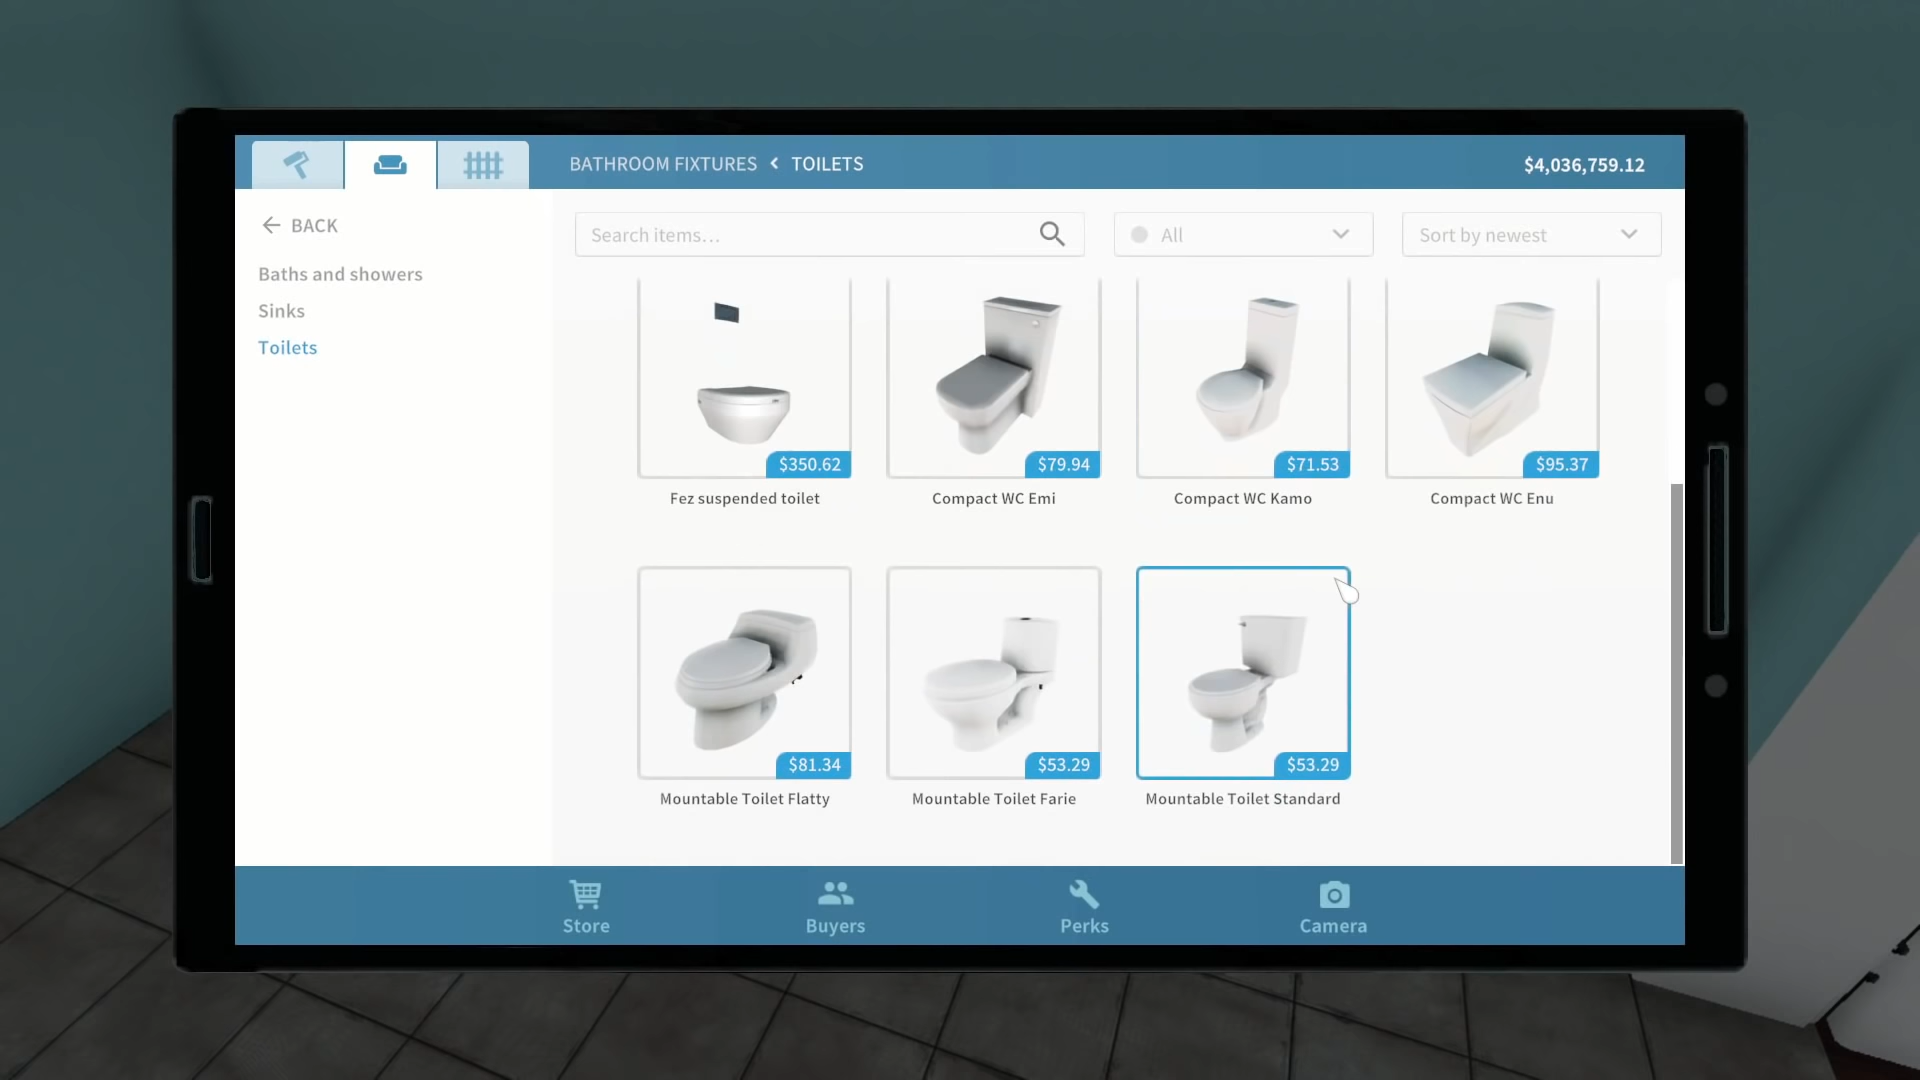 BATHROOM FIXTURES < TOILETS
$4,036,759.12
BACK
Baths and showers
Sinks
Toilets
Search items...
All
Sort by newest
$350.62
$79.94
$71.53
$95.37
Fez suspended toilet
Compact WC Emi
Compact WC Kamo
Compact WC Enu
$81.34
$53.29
$53.29
Mountable Toilet Flatty
Mountable Toilet Farie
Mountable Toilet Standard
Store
Buyers
Perks
Camera